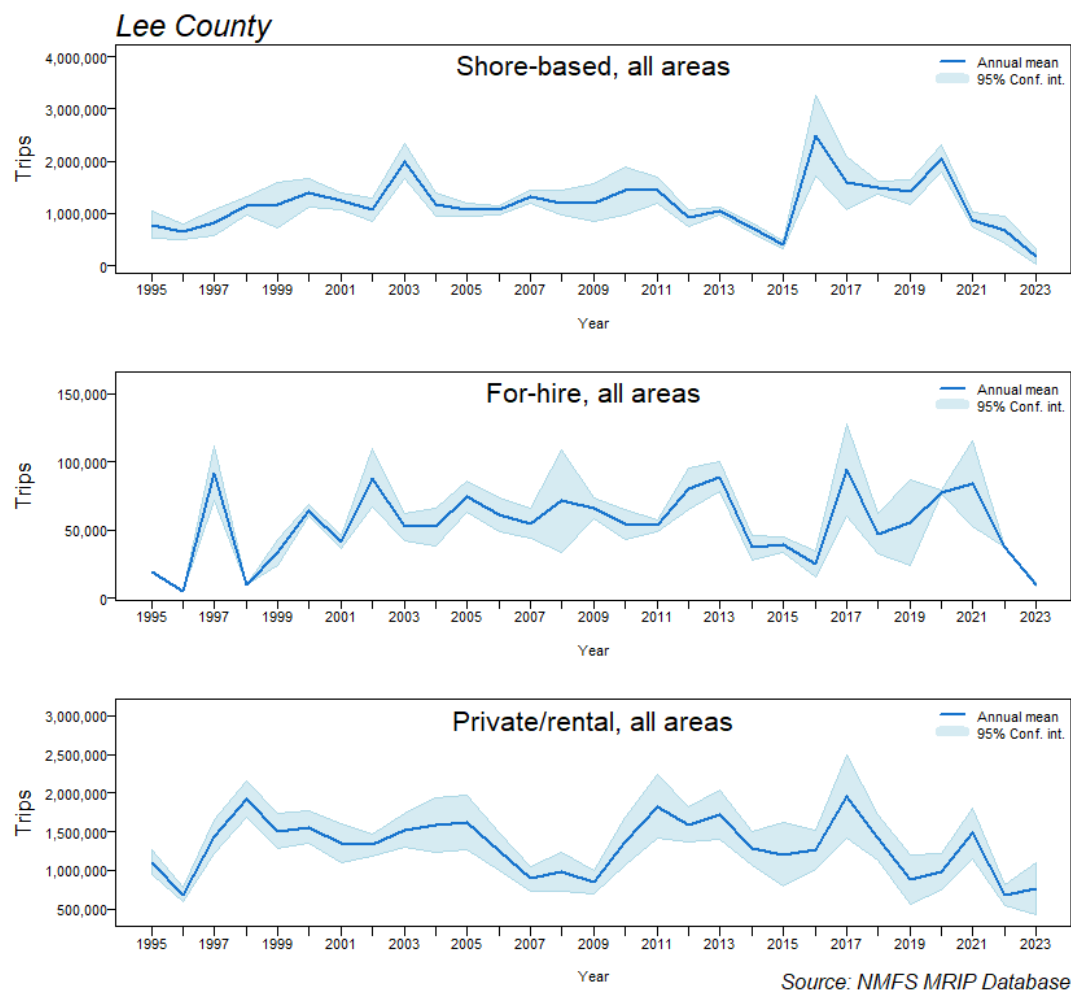 Lee County
Shore-based, all areas
Annual mean
95% Conf. int.
Trips
4,000,000
3,000,000
2,000,000
1,000,000
0
1995 1997 1999 2001 2003 2005 2007 2009 2011 2013 2015 2017 2019 2021 2023
Year
For-hire, all areas
Annual mean
95% Conf. int.
Trips
150,000
100,000
50,000
0
1995 1997 1999 2001 2003 2005 2007 2009 2011 2013 2015 2017 2019 2021 2023
Year
Private/rental, all areas
Annual mean
95% Conf. int.
Trips
3,000,000
2,500,000
2,000,000
1,500,000
1,000,000
500,000
1995 1997 1999 2001 2003 2005 2007 2009 2011 2013 2015 2017 2019 2021 2023
Year
Source: NMFS MRIP Database